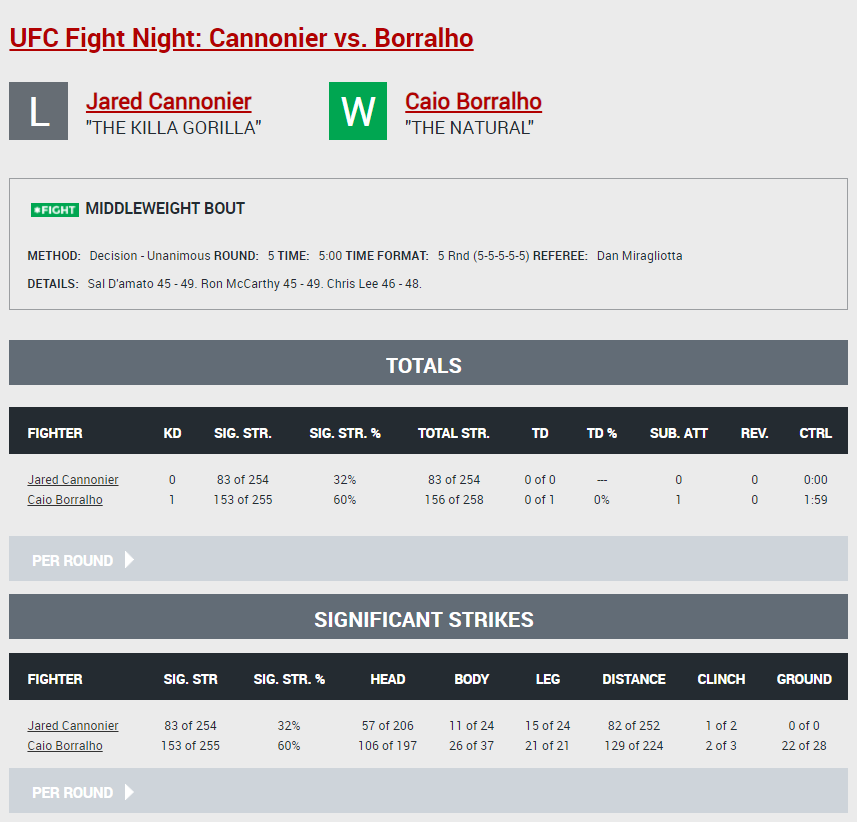 UFC Fight Night: Cannonier vs. Borralho
L Jared Cannonier W Caio Borralho
"THE KILLA GORILLA" "THE NATURAL"
FIGHT MIDDLEWEIGHT BOUT
METHOD: Decision - Unanimous ROUND: 5 TIME: 5:00 TIME FORMAT: 5 Rnd (5-5-5-5-5) REFEREE: Dan Miragliotta
DETAILS: Sal D'amato 45 - 49. Ron McCarthy 45 - 49. Chris Lee 46 - 48.
TOTALS
FIGHTER KD SIG. STR. SIG. STR. % TOTAL STR. TD TD % SUB. ATT REV. CTRL
Jared Cannonier 0 83 of 254 32% 83 of 254 0 of 0 --- 0 0 0:00
Caio Borralho 1 153 of 255 60% 156 of 258 0 of 1 0% 1 0 1:59
PER ROUND
SIGNIFICANT STRIKES
FIGHTER SIG. STR SIG. STR. % HEAD BODY LEG DISTANCE CLINCH GROUND
Jared Cannonier 83 of 254 32% 57 of 206 11 of 24 15 of 24 82 of 252 1 of 2 0 of 0
Caio Borralho 153 of 255 60% 106 of 197 26 of 37 21 of 21 129 of 224 2 of 3 22 of 28
PER ROUND